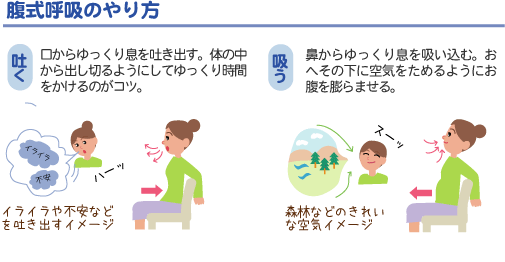 腹式呼吸のやり方
吐く
口からゆっくり息を吐き出す。体の中
から出し切るようにしてゆっくり時間
をかけるのがコツ。
吸う
鼻からゆっくり息を吸い込む。お
へその下に空気をためるようにお
腹を膨らませる。
イライラ
不安
ハーッ
イライラや不安など
を吐き出すイメージ
スーッ
森林などのきれい
な空気イメージ